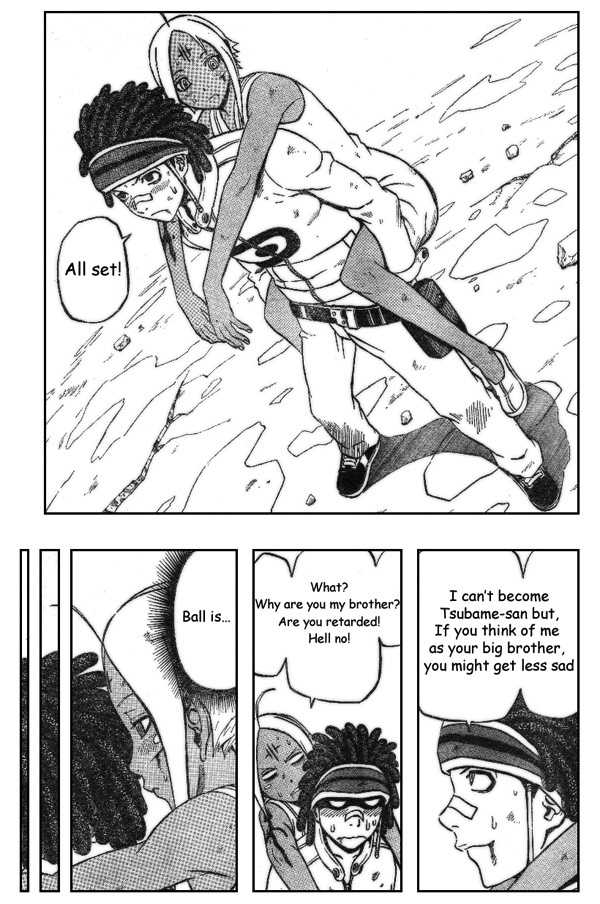 All set!
I can't become
Tsubame-san but,
If you think of me
as your big brother,
you might get less sad
What?
Why are you my brother?
Are you retarded!
Hell no!
Ball is...